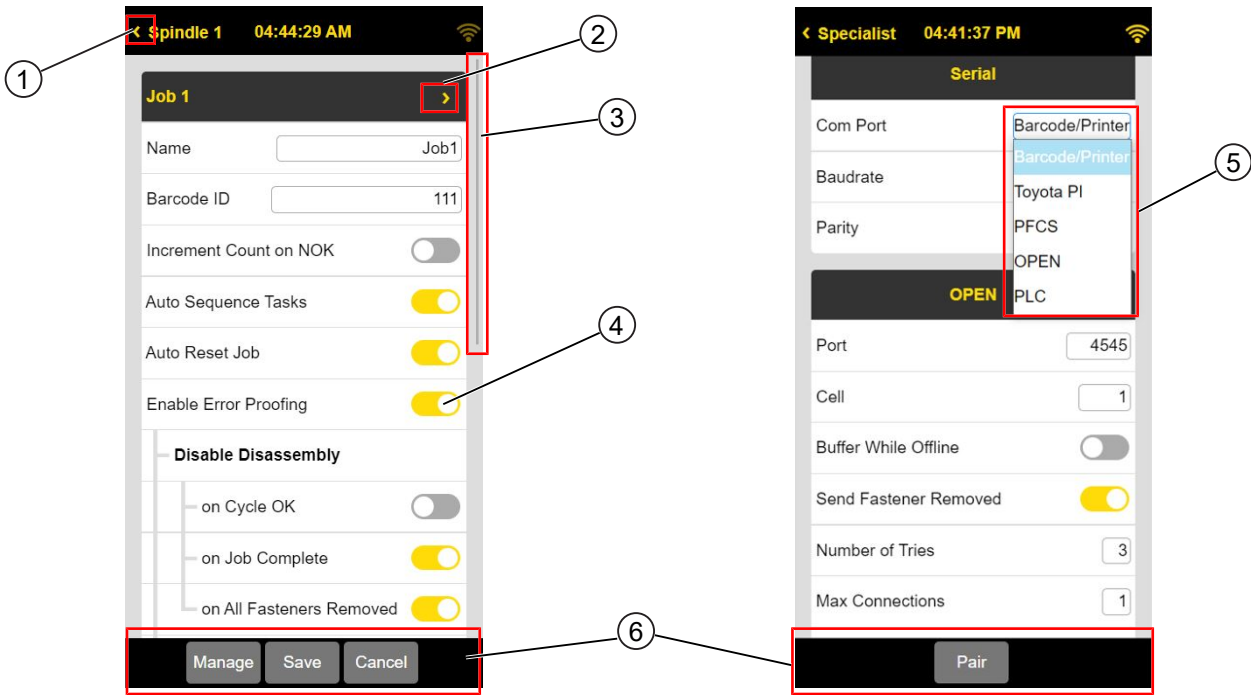 Spindle 1 04:44:29 AM
1
2
Job 1
3
Name Job1
Barcode ID 111
Increment Count on NOK
Auto Sequence Tasks
Auto Reset Job
4
Enable Error Proofing
Disable Disassembly
on Cycle OK
on Job Complete
on All Fasteners Removed
Manage Save Cancel
6
Specialist 04:41:37 PM
Serial
Com Port Barcode/Printer
Barcode/Printer
5
Baudrate
Toyota PI
Parity PFCS
OPEN
OPEN PLC
Port 4545
Cell 1
Buffer While Offline
Send Fastener Removed
Number of Tries 3
Max Connections 1
Pair